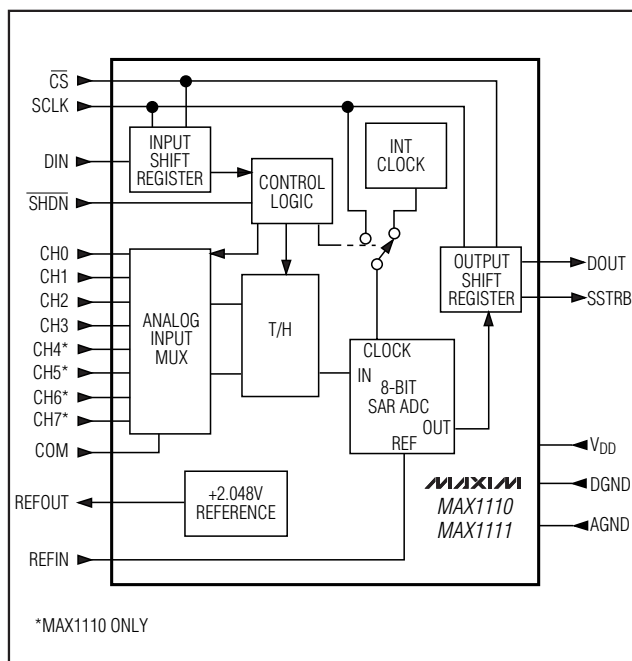 CS
SCLK
DIN
SHDN
CH0
CH1
CH2
CH3
CH4*
CH5*
CH6*
CH7*
COM
REFOUT
REFIN
INPUT
SHIFT
REGISTER
CONTROL
LOGIC
INT
CLOCK
ANALOG
INPUT
MUX
T/H
CLOCK
IN
8-BIT
SAR ADC
OUT
REF
OUTPUT
SHIFT
REGISTER
+2.048V
REFERENCE
DOUT
SSTRB
VDD
DGND
AGND
MAXIM
MAX1110
MAX1111
*MAX1110 ONLY